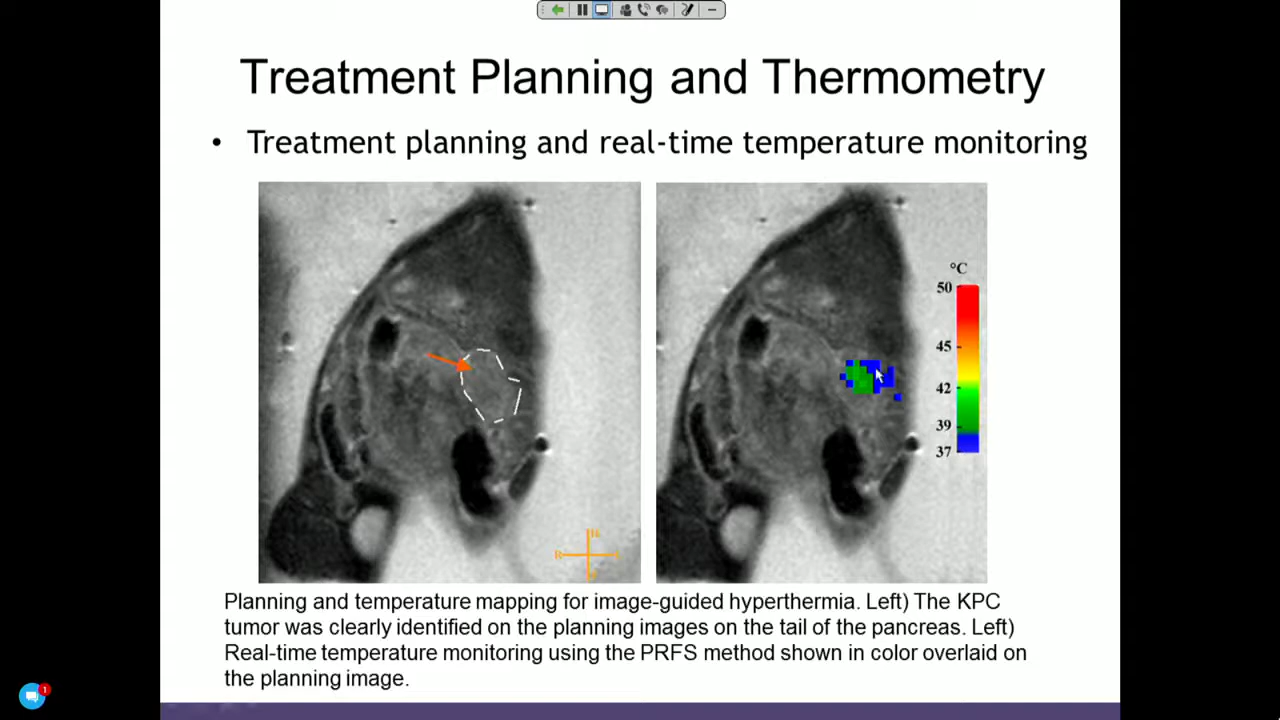 Treatment Planning and Thermometry
• Treatment planning and real-time temperature monitoring
°C
50
45
42
39
37
R
Planning and temperature mapping for image-guided hyperthermia. Left) The KPC
tumor was clearly identified on the planning images on the tail of the pancreas. Left)
Real-time temperature monitoring using the PRFS method shown in color overlaid on
the planning image.
1